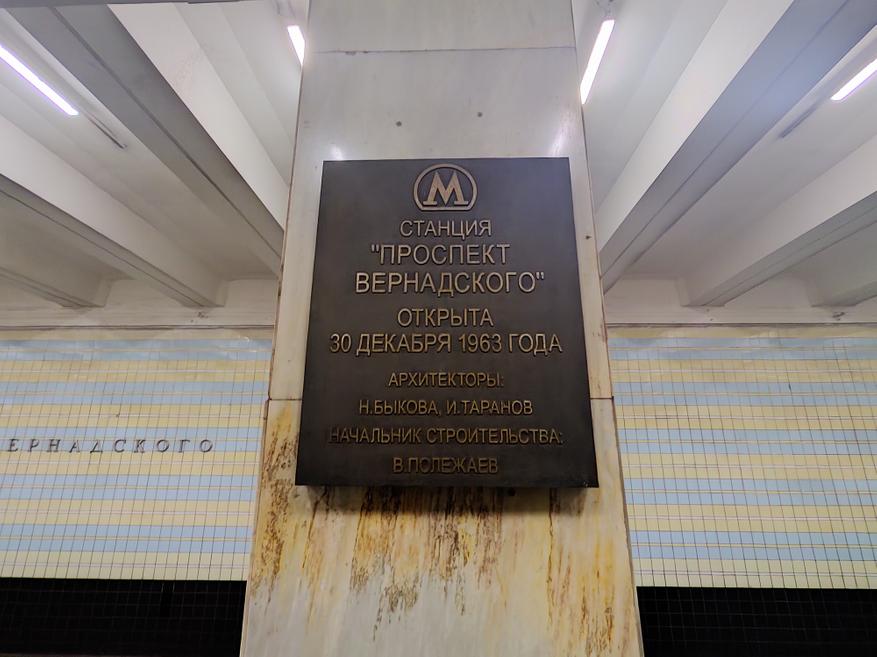 М
СТАНЦИЯ
"ПРОСПЕКТ
ВЕРНАДСКОГО"
ОТКРЫТА
30 ДЕКАБРЯ 1963 ГОДА
АРХИТЕКТОРЫ:
Н.БЫКОВА, И.ТАРАНОВ
НАЧАЛЬНИК СТРОИТЕЛЬСТВА:
В.ПОЛЕЖАЕВ
ЕРНАДСКОГО